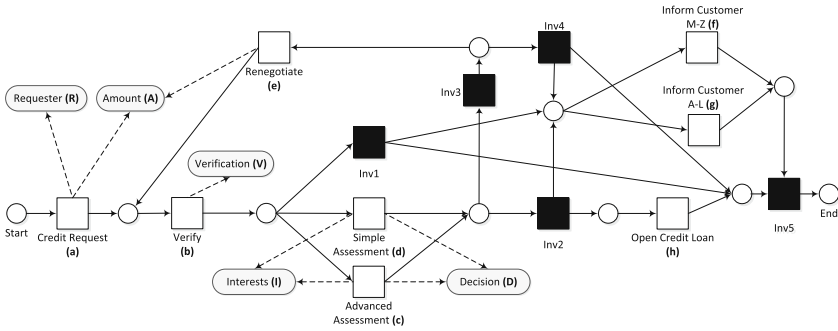 Inform Customer
M-Z (f)
Inv4
Renegotiate
(e)
Inv3
Requester (R)
Amount (A)
Inform Customer
A-L (g)
Verification (V)
Inv1
Start
Credit Request
(a)
Verify
(b)
Simple
Assessment (d)
Inv2
Open Credit Loan
(h)
Inv5
End
Interests (I)
Decision (D)
Advanced
Assessment (c)